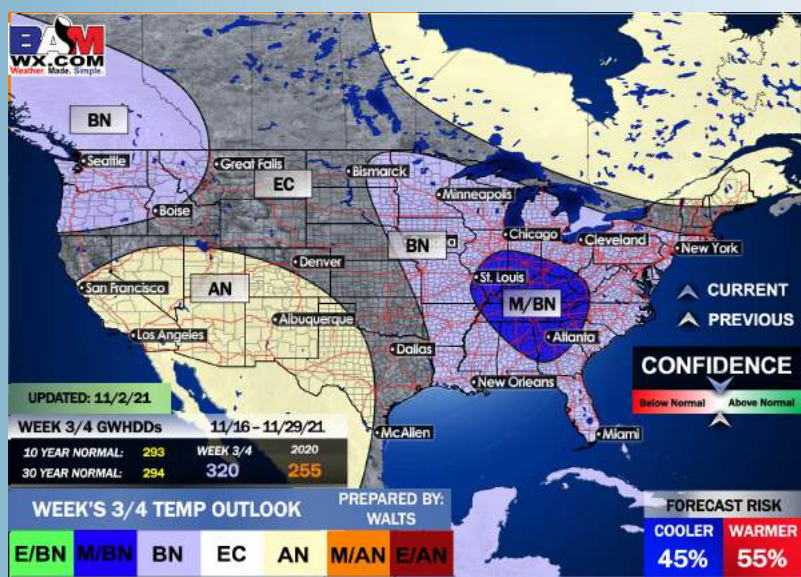 BAM
WX.COM
Weather. Made. Simple.
BN
Seattle
Great Falls
Bismarck
EC
Minneapolis
Boise
BN
Chicago
Cleveland
New York
Denver
St. Louis
AN
San Francisco
M/BN
CURRENT
Albuquerque
PREVIOUS
Los Angeles
Atlanta
Dallas
CONFIDENCE
New Orleans
Below Normal
Above Normal
UPDATED: 11/2/21
WEEK 3/4 GWHDDs 11/16 – 11/29/21
McAllen
Miami
10 YEAR NORMAL: 293 WEEK 3/4 2020
30 YEAR NORMAL: 294 320 255
WEEK'S 3/4 TEMP OUTLOOK
PREPARED BY:
WALTS
FORECAST RISK
COOLER WARMER
45% 55%
E/BN M/BN BN EC AN M/AN E/AN